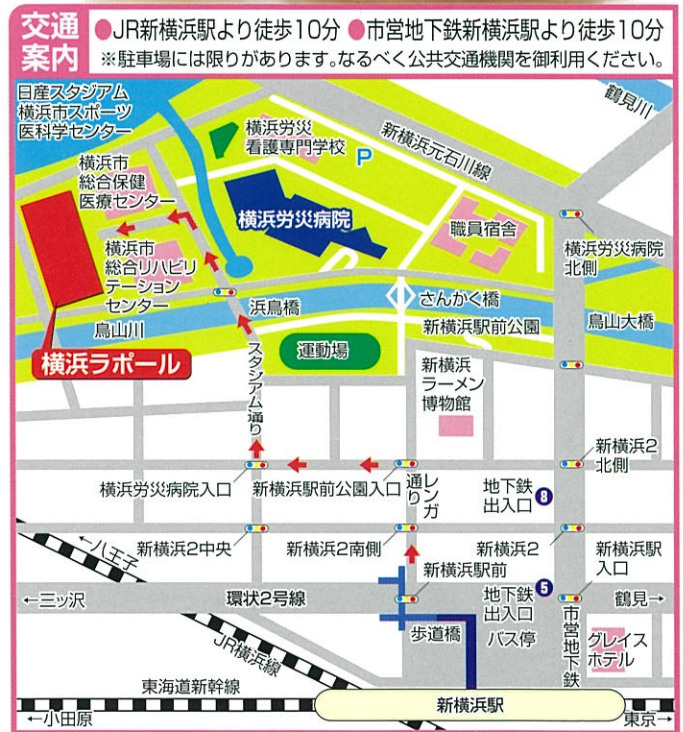 交通
案内
●JR新横浜駅より徒歩10分 ●市営地下鉄新横浜駅より徒歩10分
※駐車場には限りがあります。なるべく公共交通機関を御利用ください。
日産スタジアム
横浜市スポーツ
医科学センター
鶴見川
横浜労災
看護専門学校
P
新横浜元石川線
横浜市
総合保健
医療センター
横浜労災病院
職員宿舎
横浜労災病院
北側
横浜市
総合リハビリ
テーション
センター
浜鳥橋
さんかく橋
鳥山川
新横浜駅前公園
鳥山大橋
横浜ラポール
運動場
スタジアム通り
新横浜
ラーメン
博物館
新横浜2
北側
横浜労災病院入口
新横浜駅前公園入口
レンガ
通り
地下鉄
出入口
8
←八王子
新横浜2中央
新横浜2南側
新横浜2
新横浜駅
入口
新横浜駅前
←三ッ沢
環状2号線
地下鉄
出入口
5
鶴見→
歩道橋
バス停
市営地下鉄
グレイス
ホテル
JR横浜線
東海道新幹線
新横浜駅
←小田原
東京→